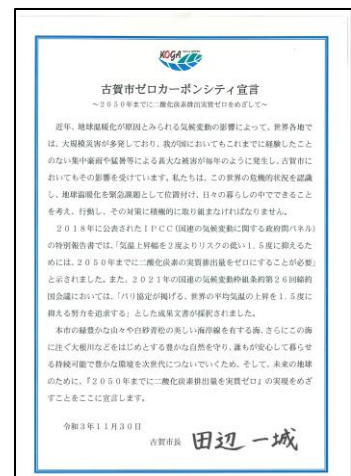 KOGA
古賀市ゼロカーボンシティ宣言
～2050年までに二酸化炭素排出実質ゼロをめざして～
近年、地球温暖化が原因とみられる気候変動の影響によって、世界各地で
は、大規模災害が多発しており、我が国においてもこれまでに経験したこと
のない集中豪雨や猛暑等による甚大な被害が毎年のように発生し、古賀市に
おいてもその影響を受けています。私たちは、この世界の危機的状況を認識
し、地球温暖化を緊急課題として位置付け、日々の暮らしの中でできること
を考え、行動し、その対策に積極的に取り組まなければなりません。
2018年に公表されたIPCC(国連の気候変動に関する政府間パネル)
の特別報告書では、「気温上昇幅を2度よりリスクの低い1.5度に抑えるた
めには、2050年までに二酸化炭素の実質排出量をゼロにすることが必要」
と示されました。また、2021年の国連の気候変動枠組条約第26回締約
国会議においては、「パリ協定が掲げる、世界の平均気温の上昇を1.5度に
抑える努力を追求する」とした成果文書が採択されました。
本市の緑豊かな山々や白砂青松の美しい海岸線を有する海、さらにこの海
に注ぐ大根川などをはじめとする豊かな自然を守り、誰もが安心して暮らせ
る持続可能で豊かな環境を次世代につないでいくため、そして、未来の地球
のために、『2050年までに二酸化炭素排出量を実質ゼロ』の実現をめざ
すことをここに宣言します。
令和3年11月30日
古賀市長 田辺 一城